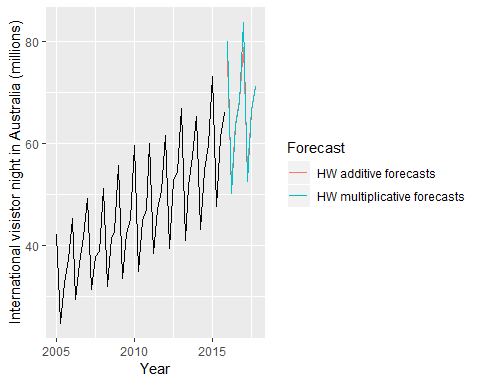 International visistor night in Australia (millions)
80
60
40
2005
2010
2015
Year
Forecast
HW additive forecasts
HW multiplicative forecasts